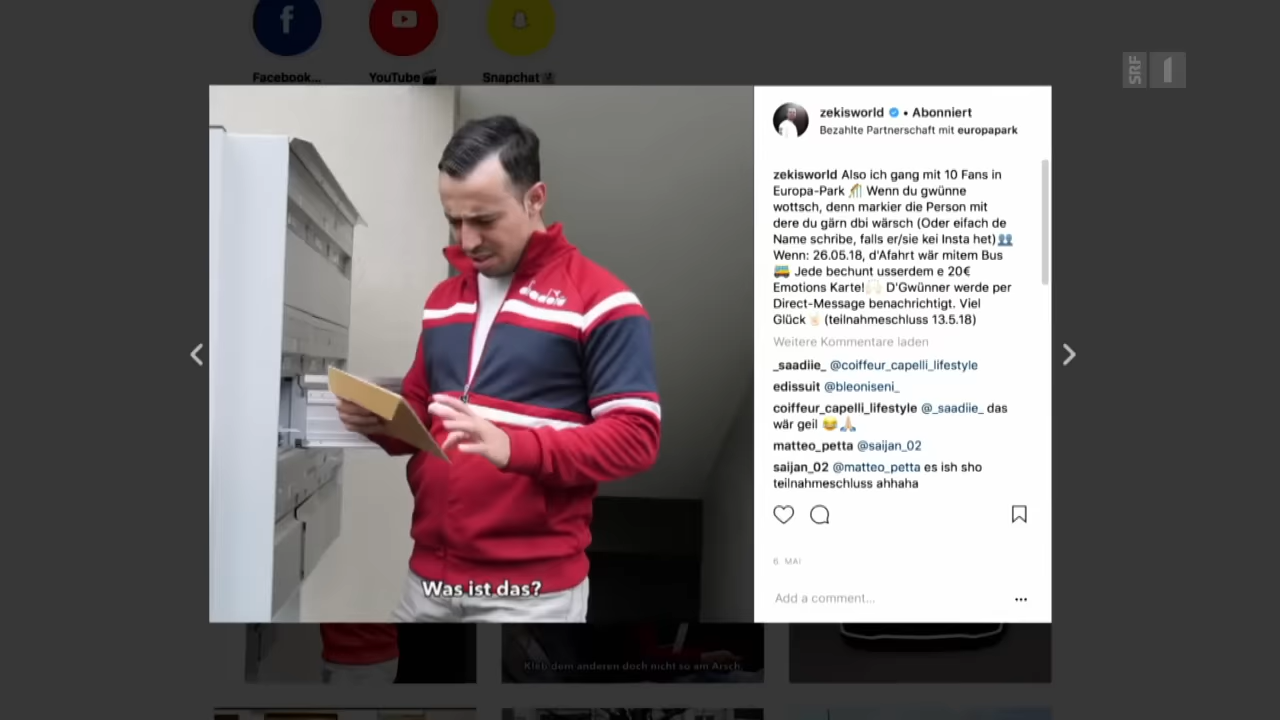 Facebook...
YouTube🎬
Snapchat
SRF 1
zekisworld • Abonniert
Bezahlte Partnerschaft mit europapark
zekisworld Also ich gang mit 10 Fans in
Europa-Park 🎢 Wenn du gwünne
wottsch, denn markier die Person mit
dere du gärn dbi wärsch (Oder eifach de
Name schribe, falls er/sie kei Insta het)👥
Wenn: 26.05.18, d'Afahrt wär mitem Bus
🚌 Jede bechunt usserdem e 20€
Emotions Karte!🙌🏻 D'Gwünner werde per
Direct-Message benachrichtigt. Viel
Glück 🤞🏻 (teilnahmeschluss 13.5.18)
Weitere Kommentare laden
_saadiie_ @coiffeur_capelli_lifestyle
edissuit @bleoniseni_
coiffeur_capelli_lifestyle @_saadiie_ das
wär geil 😂🙏🏼
matteo_petta @saijan_02
saijan_02 @matteo_petta es ish sho
teilnahmeschluss ahhaha
6. MAI
Add a comment...
diadora
Was ist das?
Kleb dem anderen doch nicht so am Arsch.